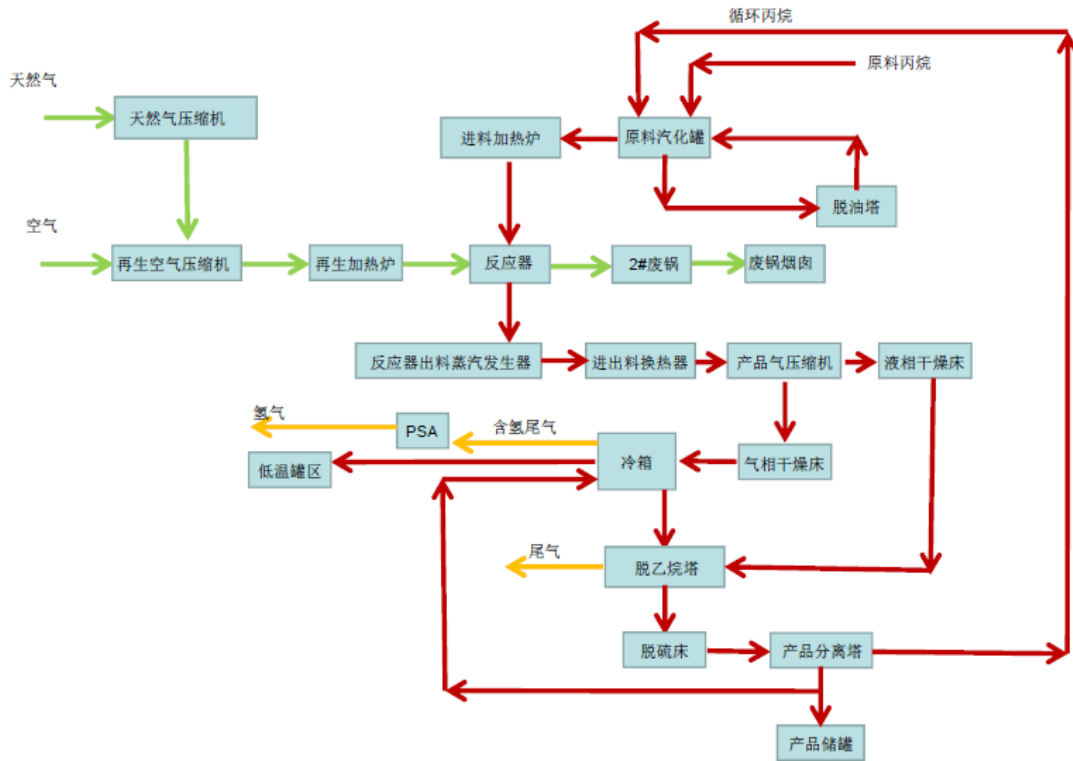 循环丙烷
原料丙烷
天然气
天然气压缩机
进料加热炉
原料汽化罐
脱油塔
空气
再生空气压缩机
再生加热炉
反应器
2#废锅
废锅烟囱
反应器出料蒸汽发生器
进出料换热器
产品气压缩机
液相干燥床
氢气
PSA
含氢尾气
冷箱
气相干燥床
低温罐区
尾气
脱乙烷塔
脱硫床
产品分离塔
产品储罐